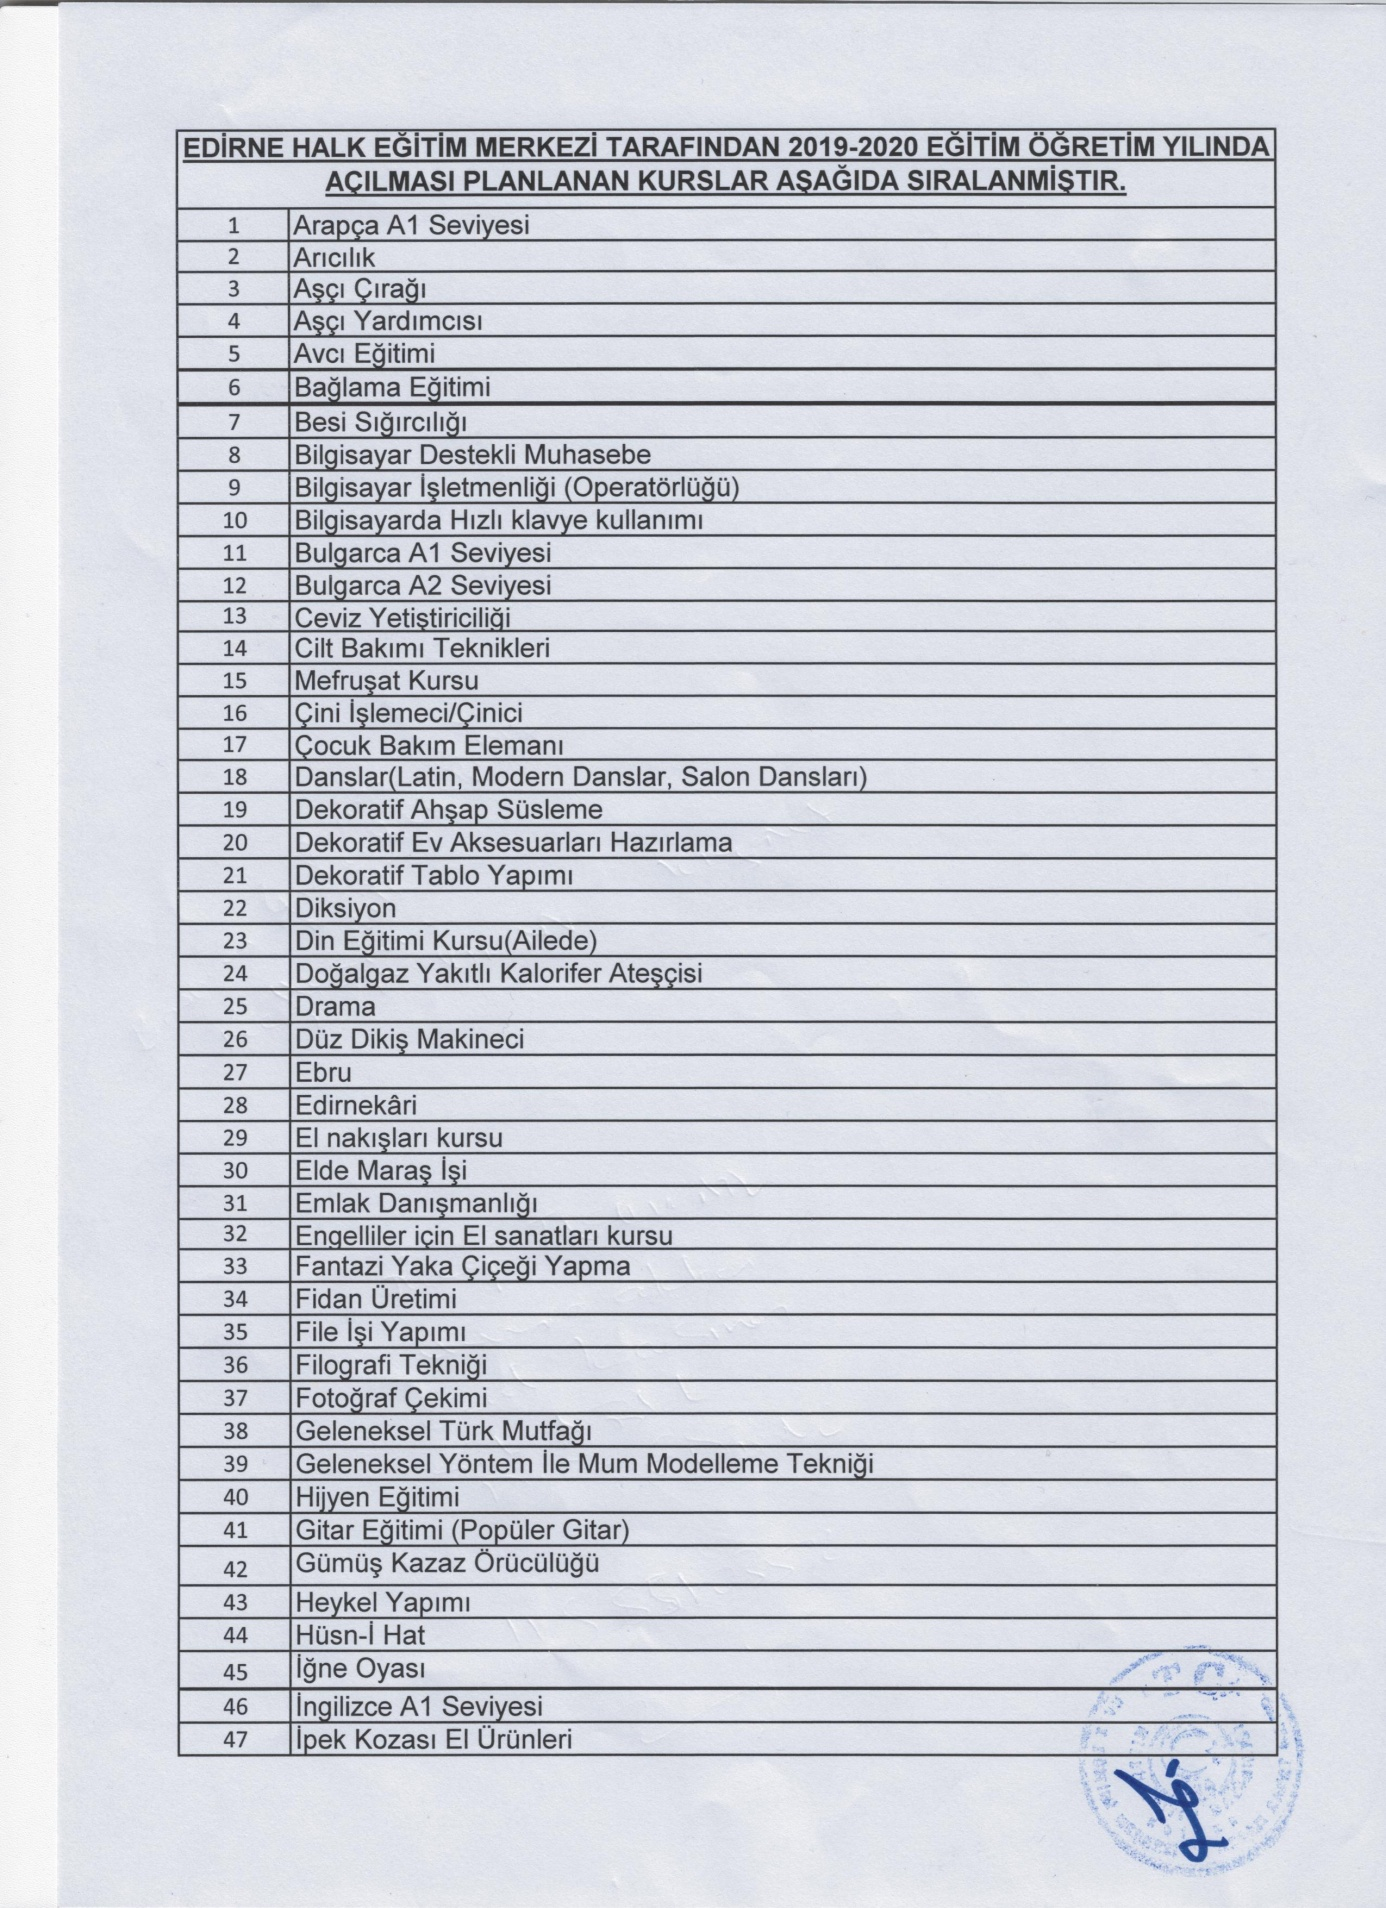 EDİRNE HALK EĞİTİM MERKEZİ TARAFINDAN 2019-2020 EĞİTİM ÖĞRETİM YILINDA
AÇILMASI PLANLANAN KURSLAR AŞAĞIDA SIRALANMİŞTIR.
1 Arapça A1 Seviyesi
2 Arıcılık
3 Aşçı Çırağı
4 Aşçı Yardımcısı
5 Avcı Eğitimi
6 Bağlama Eğitimi
7 Besi Sığırcılığı
8 Bilgisayar Destekli Muhasebe
9 Bilgisayar İşletmenliği (Operatörlüğü)
10 Bilgisayarda Hızlı klavye kullanımı
11 Bulgarca A1 Seviyesi
12 Bulgarca A2 Seviyesi
13 Ceviz Yetiştiriciliği
14 Cilt Bakımı Teknikleri
15 Mefruşat Kursu
16 Çini İşlemeci/Çinici
17 Çocuk Bakım Elemanı
18 Danslar(Latin, Modern Danslar, Salon Dansları)
19 Dekoratif Ahşap Süsleme
20 Dekoratif Ev Aksesuarları Hazırlama
21 Dekoratif Tablo Yapımı
22 Diksiyon
23 Din Eğitimi Kursu(Ailede)
24 Doğalgaz Yakıtlı Kalorifer Ateşçisi
25 Drama
26 Düz Dikiş Makineci
27 Ebru
28 Edirnekâri
29 El nakışları kursu
30 Elde Maraş İşi
31 Emlak Danışmanlığı
32 Engelliler için El sanatları kursu
33 Fantazi Yaka Çiçeği Yapma
34 Fidan Üretimi
35 File İşi Yapımı
36 Filografi Tekniği
37 Fotoğraf Çekimi
38 Geleneksel Türk Mutfağı
39 Geleneksel Yöntem İle Mum Modelleme Tekniği
40 Hijyen Eğitimi
41 Gitar Eğitimi (Popüler Gitar)
42 Gümüş Kazaz Örücülüğü
43 Heykel Yapımı
44 Hüsn-İ Hat
45 İğne Oyası
46 İngilizce A1 Seviyesi
47 İpek Kozası El Ürünleri
T.C.